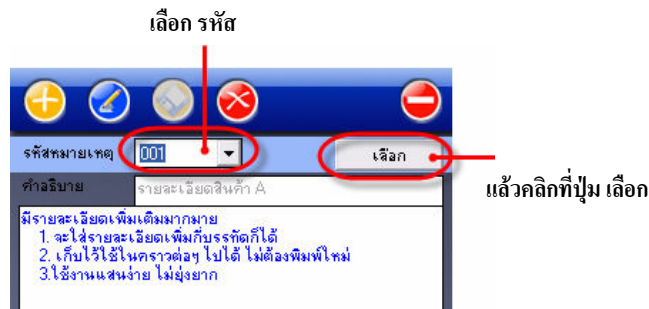 เลือก รหัส
รหัสหมายเหตุ 001 เลือก
แล้วคลิกที่ปุ่ม เลือก
คำอธิบาย รายละเอียดสินค้า A
มีรายละเอียดเพิ่มเติมมากมาย
1. จะใส่รายละเอียดเพิ่มกี่บรรทัดก็ได้
2. เก็บไว้ใช้ในคราวต่อๆ ไปได้ ไม่ต้องพิมพ์ใหม่
3.ใช้งานแสนง่าย ไม่ยุ่งยาก